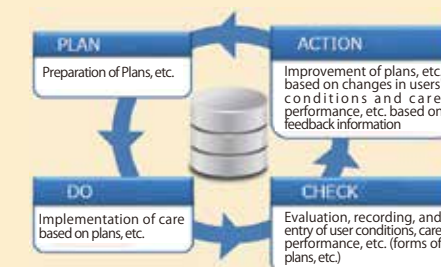 PLAN
Preparation of Plans, etc.
ACTION
Improvement of plans, etc.
based on changes in users
conditions and care
performance, etc. based on
feedback information
DO
Implementation of care
based on plans, etc.
CHECK
Evaluation, recording, and
entry of user conditions, care
performance, etc. (forms of
plans, etc.)